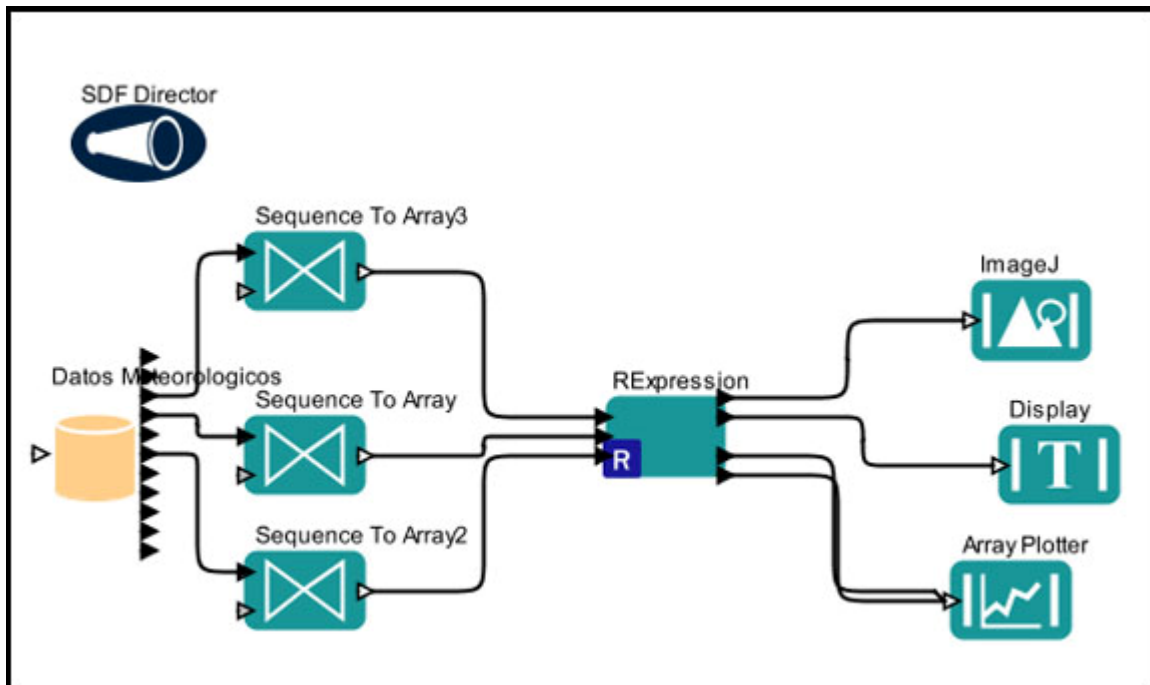 SDF Director
Sequence To Array3
ImageJ
Datos Meteorologicos
Sequence To Array
RExpression
Display
R
T
Sequence To Array2
Array Plotter